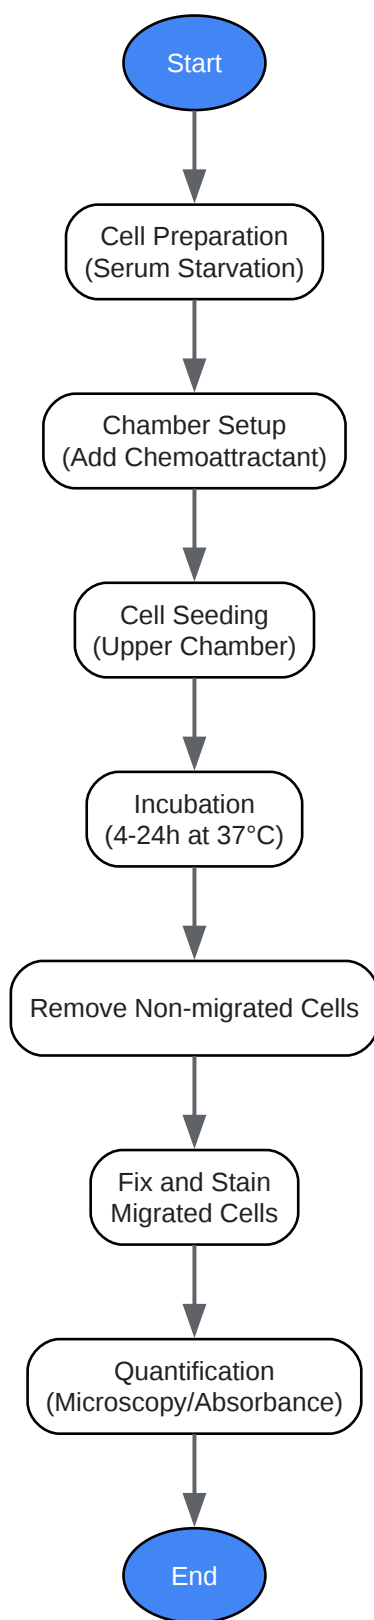 Start
Cell Preparation
(Serum Starvation)
Chamber Setup
(Add Chemoattractant)
Cell Seeding
(Upper Chamber)
Incubation
(4-24h at 37°C)
Remove Non-migrated Cells
Fix and Stain
Migrated Cells
Quantification
(Microscopy/Absorbance)
End